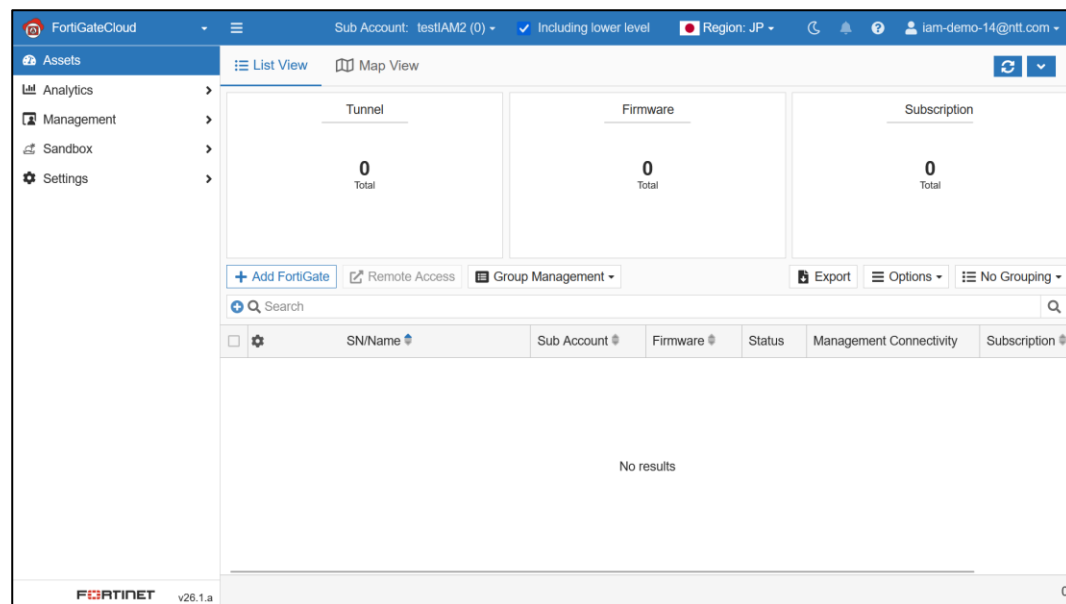 FortiGateCloud
Sub Account: testIAM2 (0)
Including lower level
Region: JP
iam-demo-14@ntt.com
Assets
Analytics
Management
Sandbox
Settings
List View
Map View
Tunnel
0
Total
Firmware
0
Total
Subscription
0
Total
Add FortiGate
Remote Access
Group Management
Export
Options
No Grouping
Search
SN/Name
Sub Account
Firmware
Status
Management Connectivity
Subscription
No results
FORTINET
v26.1.a